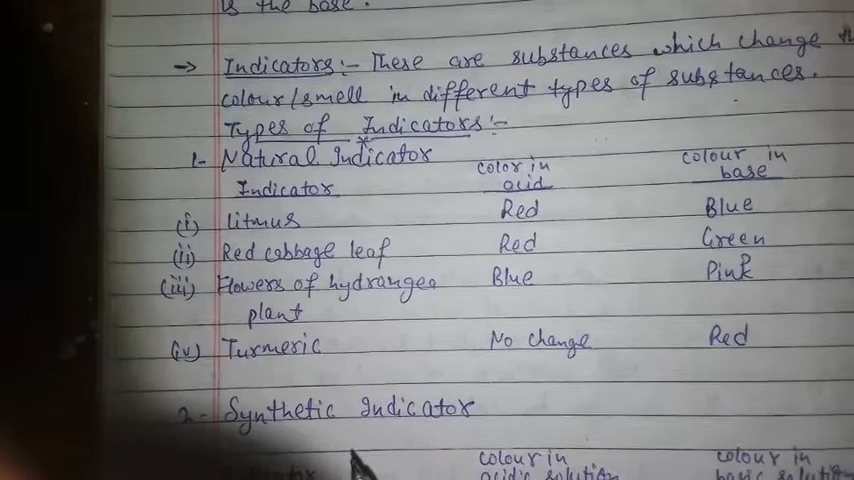 is the base.
→ Indicators:- These are substances which change
colour/smell in different types of substances.
Types of Indicators:-
1- Natural Indicator
Indicator color in acid colour in base
(i) litmus Red Blue
(ii) Red cabbage leaf Red Green
(iii) Flowers of hydrangea Blue Pink
plant
(iv) Turmeric No change Red
2- Synthetic Indicator
colour in colour in
acidic solution basic solution